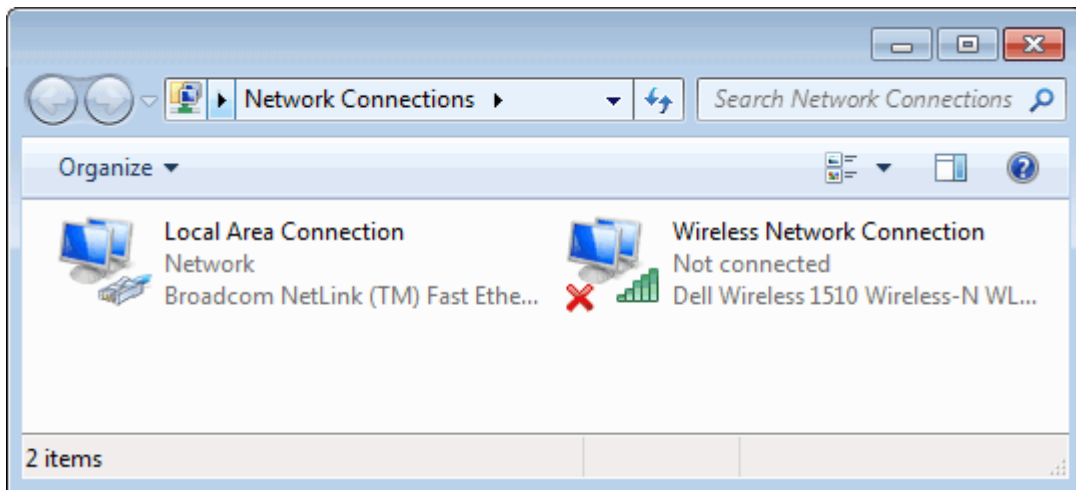 Network Connections
Search Network Connections
Organize
Local Area Connection
Network
Broadcom NetLink (TM) Fast Ethe...
Wireless Network Connection
Not connected
Dell Wireless 1510 Wireless-N WL...
2 items